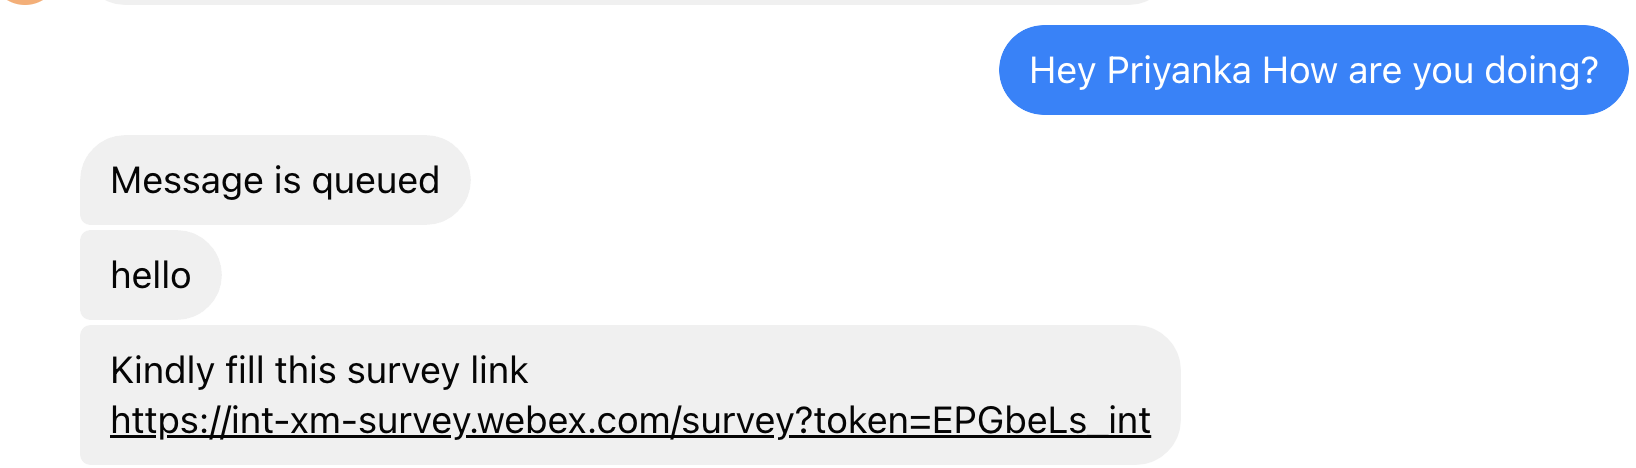 Hey Priyanka How are you doing?
Message is queued
hello
Kindly fill this survey link
https://int-xm-survey.webex.com/survey?token=EPGbeLs_int